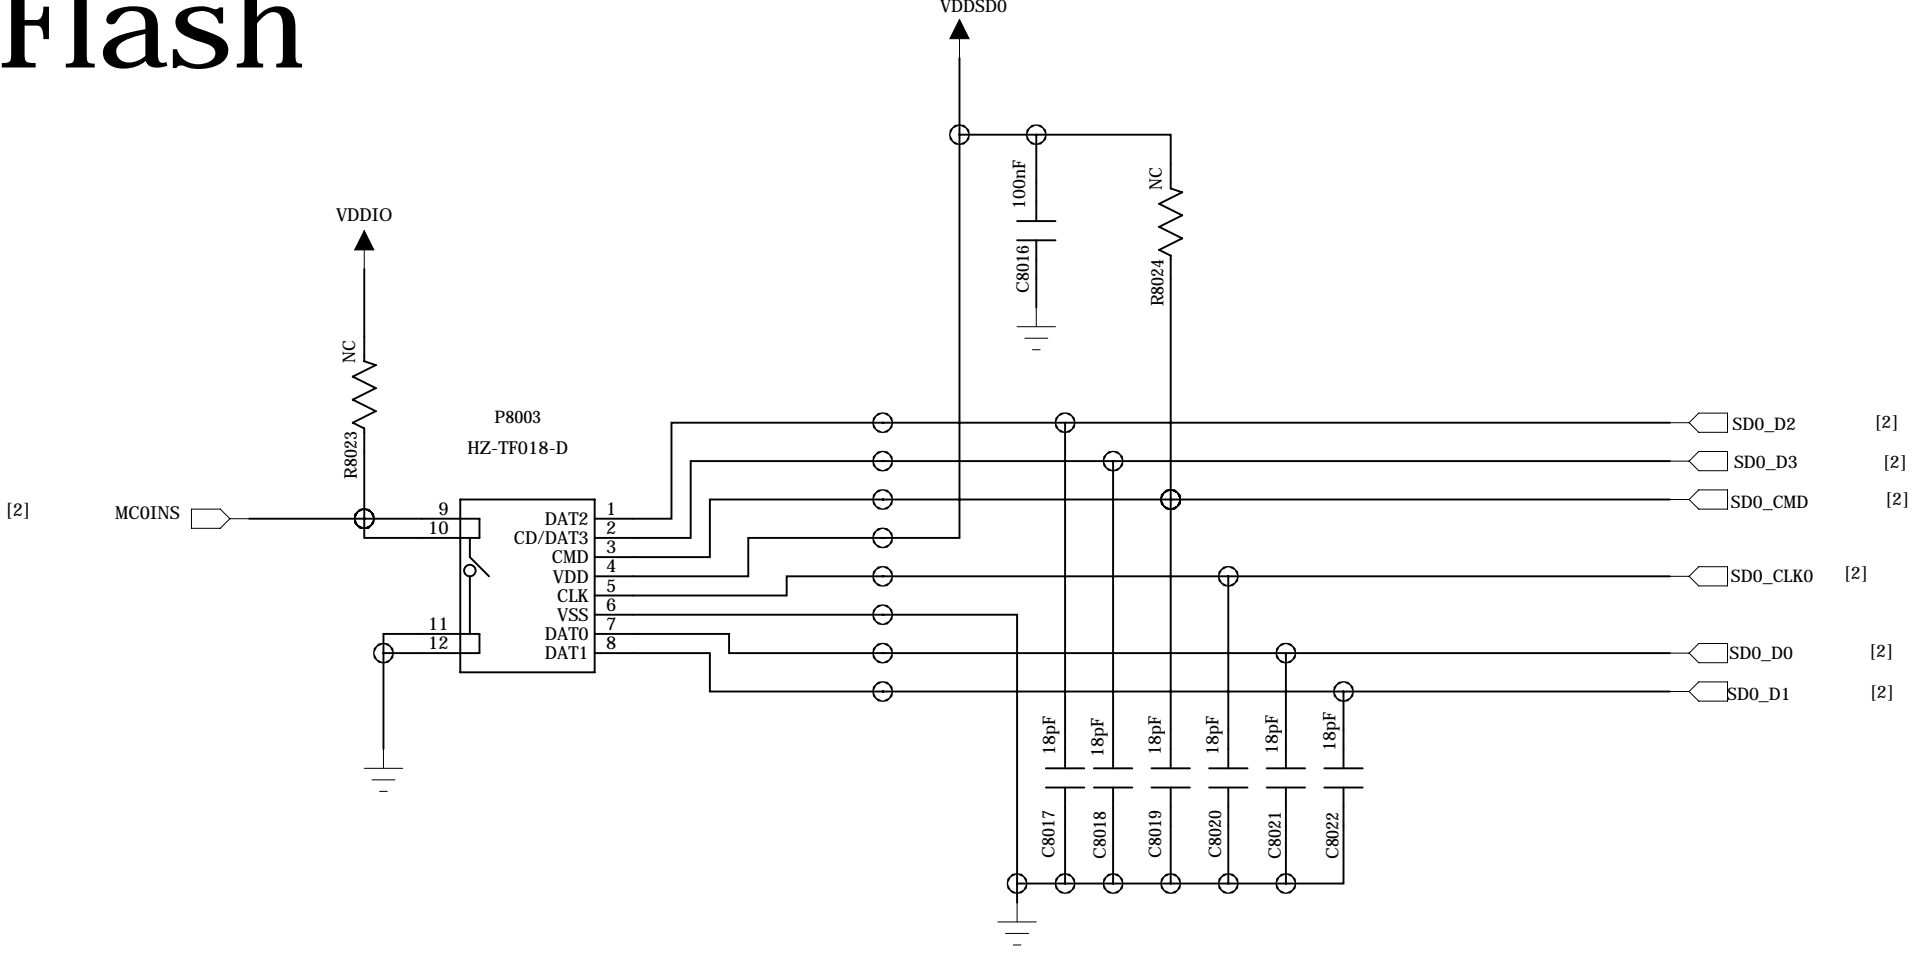 Flash
VDDSD0
100nF
C8016
NC
R8024
VDDIO
NC
R8023
P8003
HZ-TF018-D
[2]
MC0INS
9
10
11
12
DAT2 1
CD/DAT3 2
CMD 3
VDD 4
CLK 5
VSS 6
DAT0 7
DAT1 8
SD0_D2 [2]
SD0_D3 [2]
SD0_CMD [2]
SD0_CLK0 [2]
SD0_D0 [2]
SD0_D1 [2]
18pF
18pF
18pF
18pF
18pF
18pF
C8017
C8018
C8019
C8020
C8021
C8022